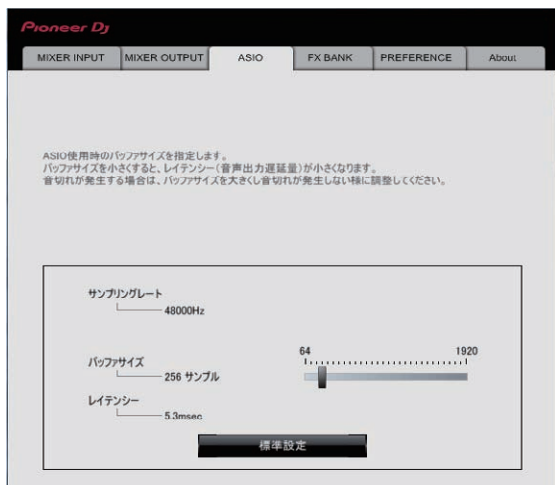 Pioneer Dj
MIXER INPUT
MIXER OUTPUT
ASIO
FX BANK
PREFERENCE
About
ASIO使用時のバッファサイズを指定します。
バッファサイズを小さくすると、レイテンシー(音声出力遅延量)が小さくなります。
音切れが発生する場合は、バッファサイズを大きくし音切れが発生しない様に調整してください。
サンプリングレート
48000Hz
64 1920
バッファサイズ
256 サンプル
レイテンシー
5.3msec
標準設定